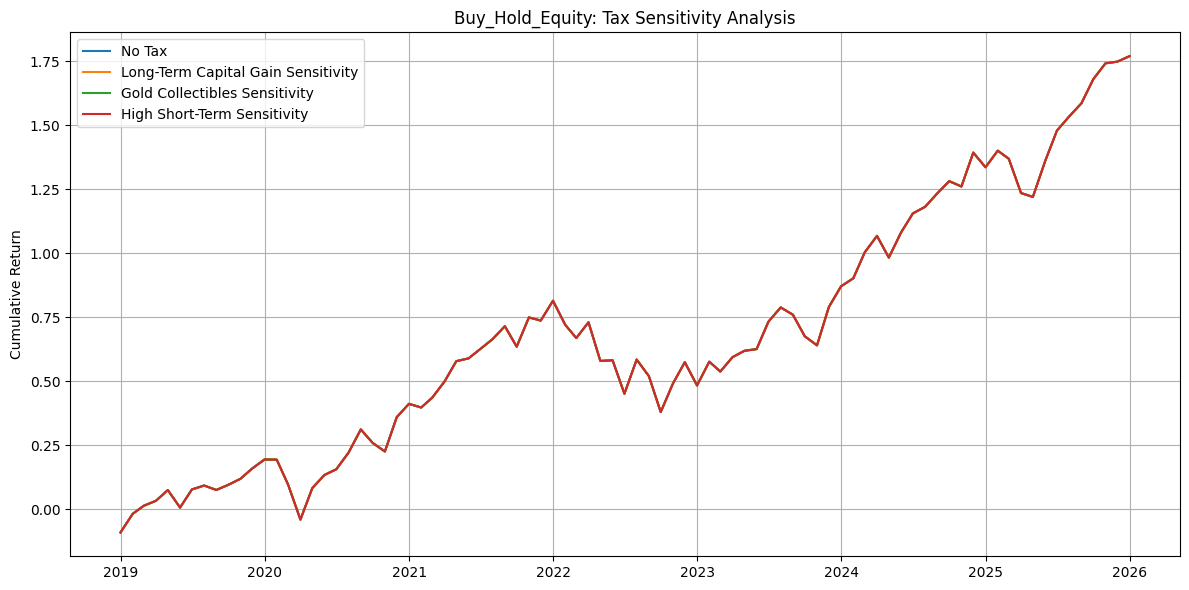 Buy_Hold_Equity: Tax Sensitivity Analysis
No Tax
Long-Term Capital Gain Sensitivity
Gold Collectibles Sensitivity
High Short-Term Sensitivity
Cumulative Return
1.75
1.50
1.25
1.00
0.75
0.50
0.25
0.00
2019 2020 2021 2022 2023 2024 2025 2026